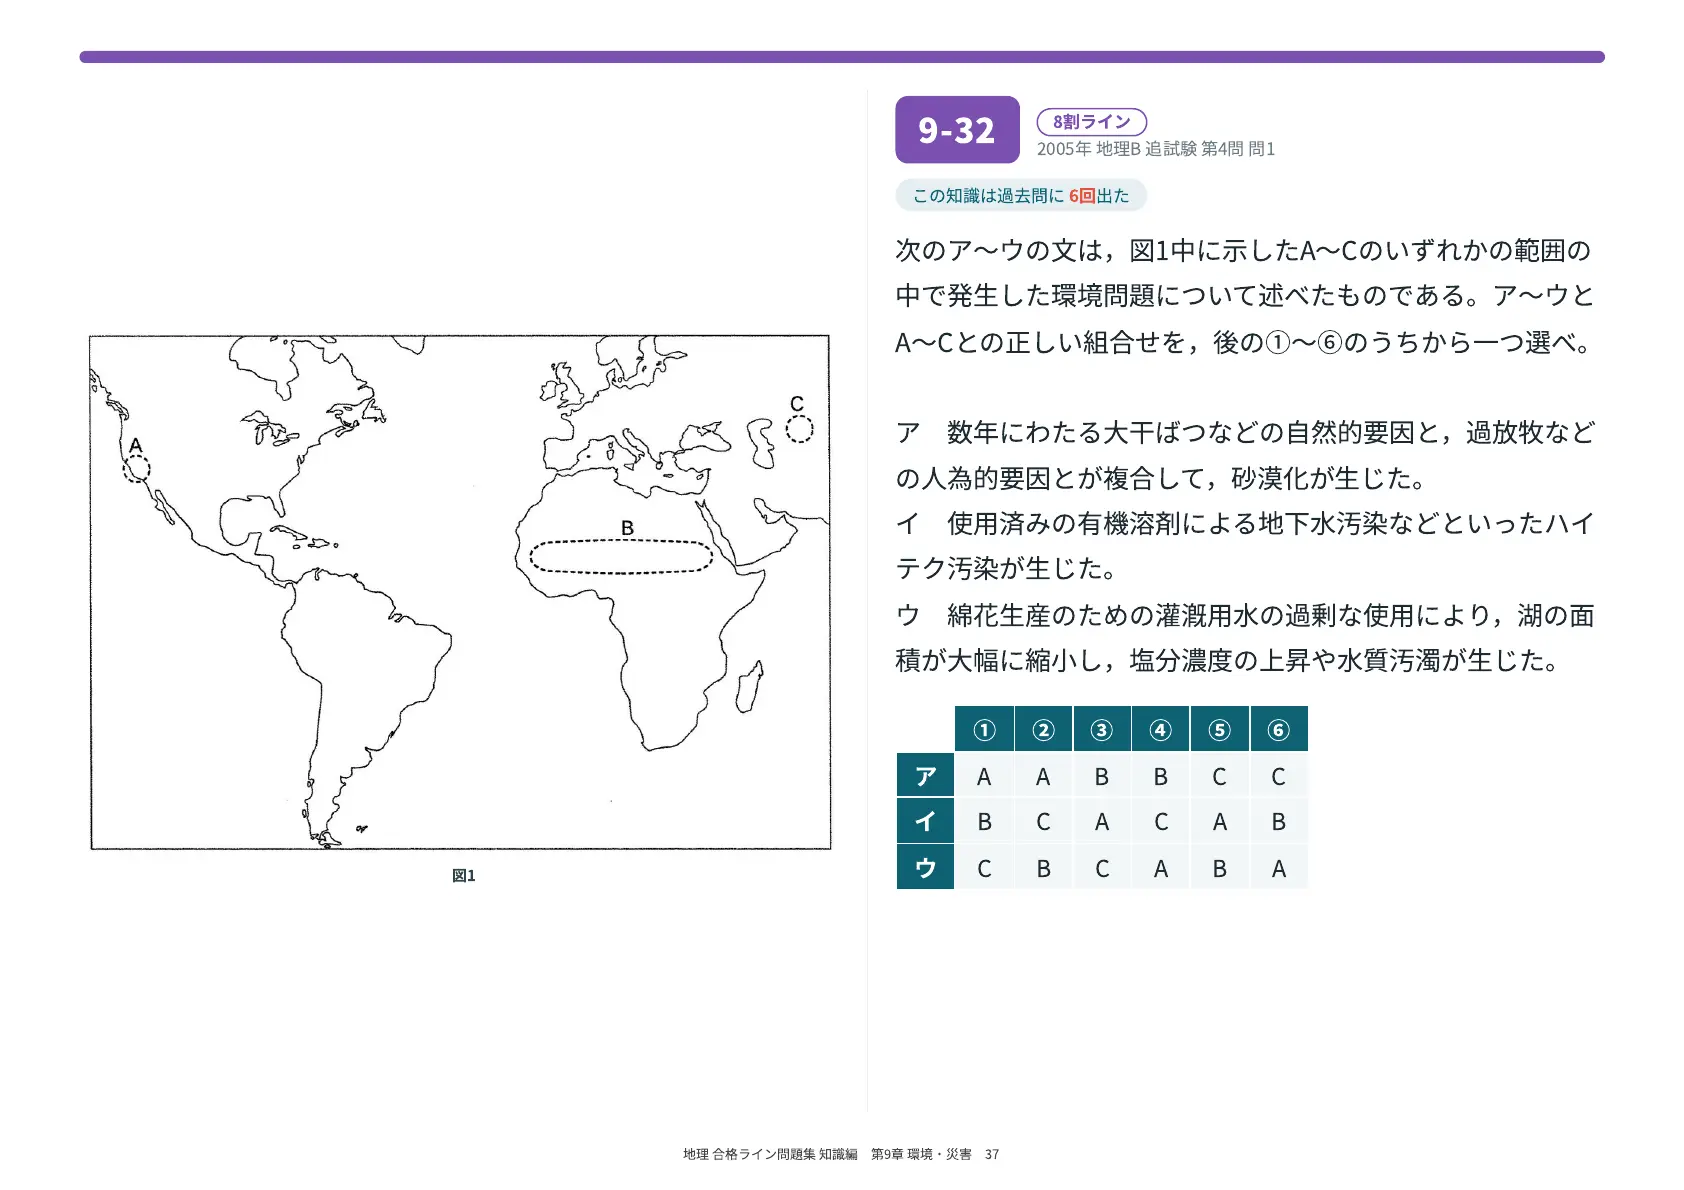 9-32
8割ライン
2005年 地理B 追試験 第4問 問1
この知識は過去問に 6回出た
次のア～ウの文は，図1中に示したA～Cのいずれかの範囲の
中で発生した環境問題について述べたものである。ア～ウと
A～Cとの正しい組合せを，後の①～⑥のうちから一つ選べ。
ア　数年にわたる大干ばつなどの自然的要因と，過放牧など
の人為的要因とが複合して，砂漠化が生じた。
イ　使用済みの有機溶剤による地下水汚染などといったハイ
テク汚染が生じた。
ウ　綿花生産のための灌漑用水の過剰な使用により，湖の面
積が大幅に縮小し，塩分濃度の上昇や水質汚濁が生じた。
① ② ③ ④ ⑤ ⑥
ア A A B B C C
イ B C A C A B
ウ C B C A B A
A
B
C
図1
地理 合格ライン問題集 知識編　第9章 環境・災害　37